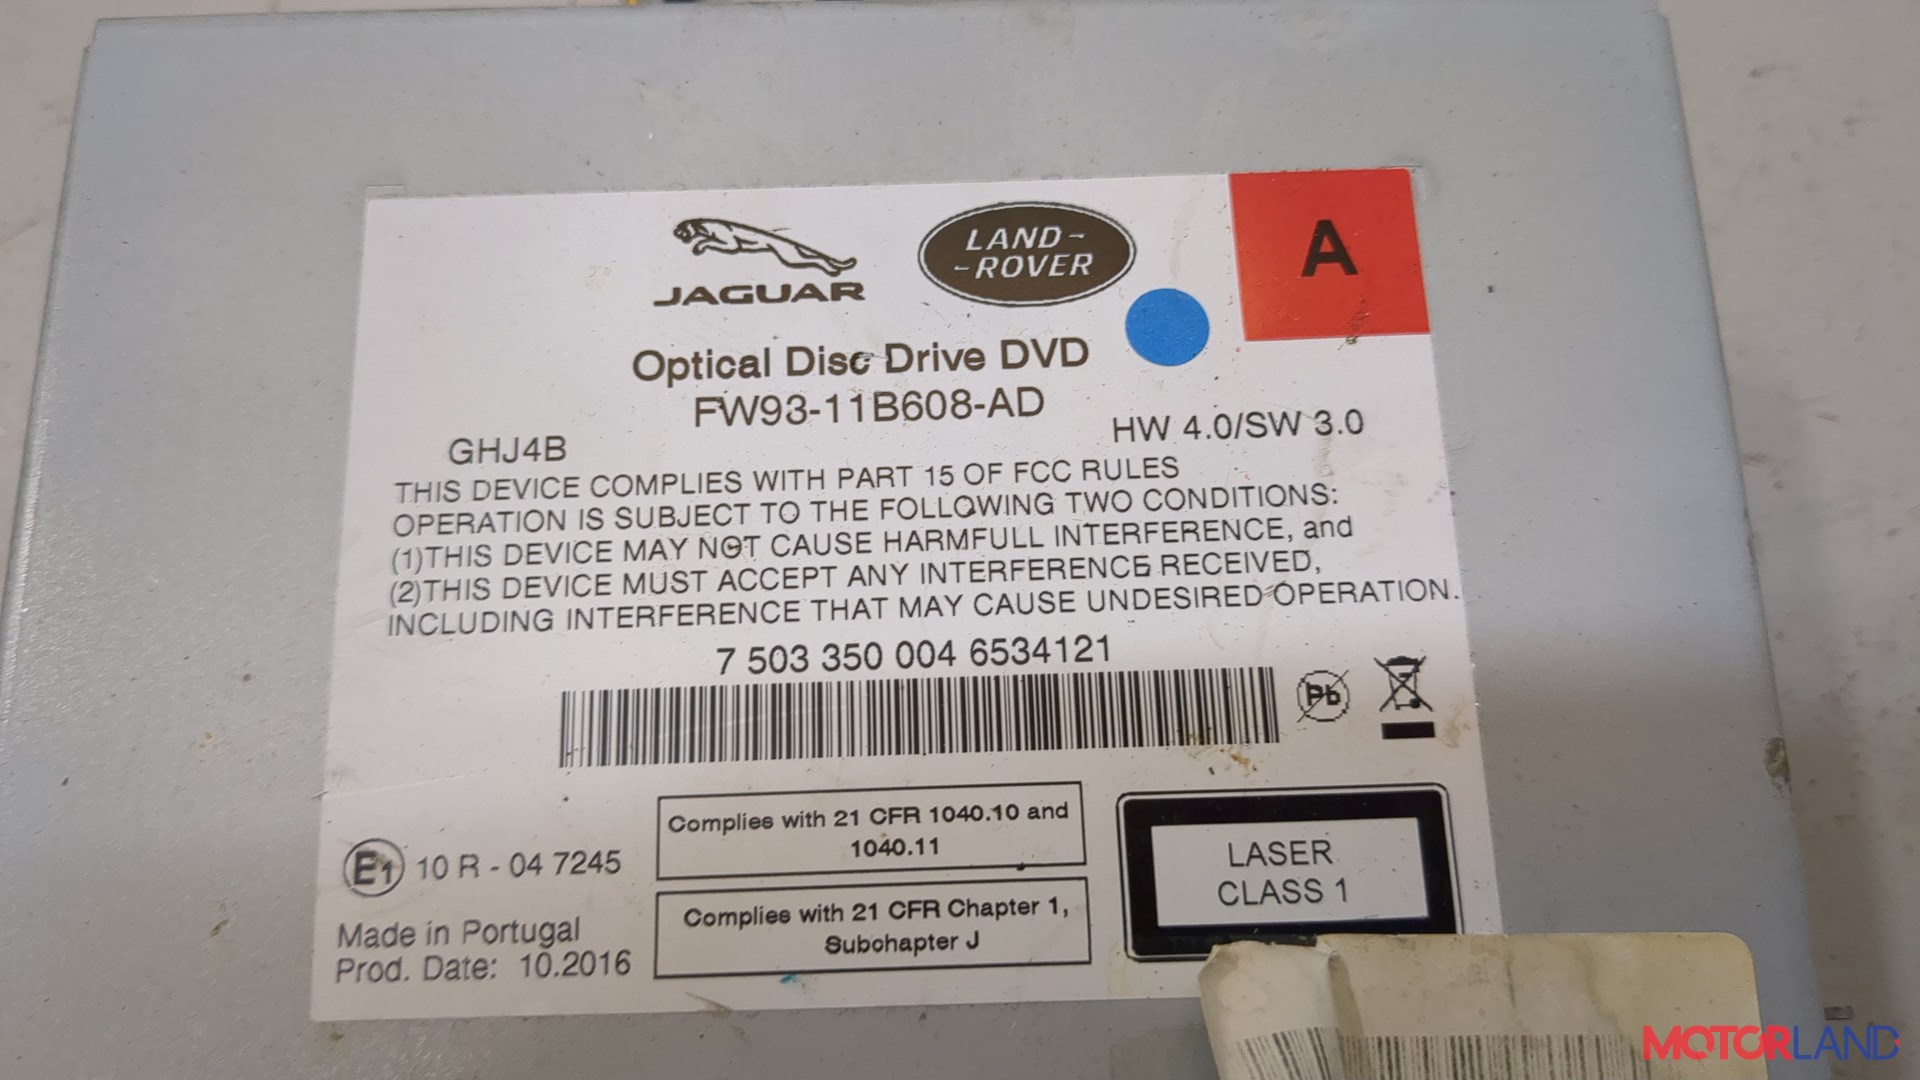 JAGUAR
LAND-
-ROVER
A
Optical Disc Drive DVD
FW93-11B608-AD
GHJ4B
HW 4.0/SW 3.0
THIS DEVICE COMPLIES WITH PART 15 OF FCC RULES
OPERATION IS SUBJECT TO THE FOLLOWING TWO CONDITIONS:
(1)THIS DEVICE MAY NOT CAUSE HARMFULL INTERFERENCE, and
(2)THIS DEVICE MUST ACCEPT ANY INTERFERENCE RECEIVED,
INCLUDING INTERFERENCE THAT MAY CAUSE UNDESIRED OPERATION.
7 503 350 004 6534121
Pb
E1 10 R - 04 7245
Made in Portugal
Prod. Date: 10.2016
Complies with 21 CFR 1040.10 and
1040.11
Complies with 21 CFR Chapter 1,
Subchapter J
LASER
CLASS 1
MOTORLAND